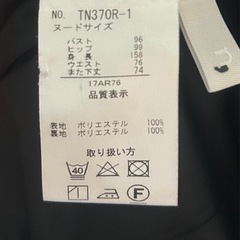 NO. TN370R-1
ヌードサイズ
バスト 96
ヒップ 99
身長 158
ウエスト 76
また下丈 74
17AR76
品質表示
表地 ポリエステル 100%
裏地 ポリエステル 100%
取り扱い方
40
F